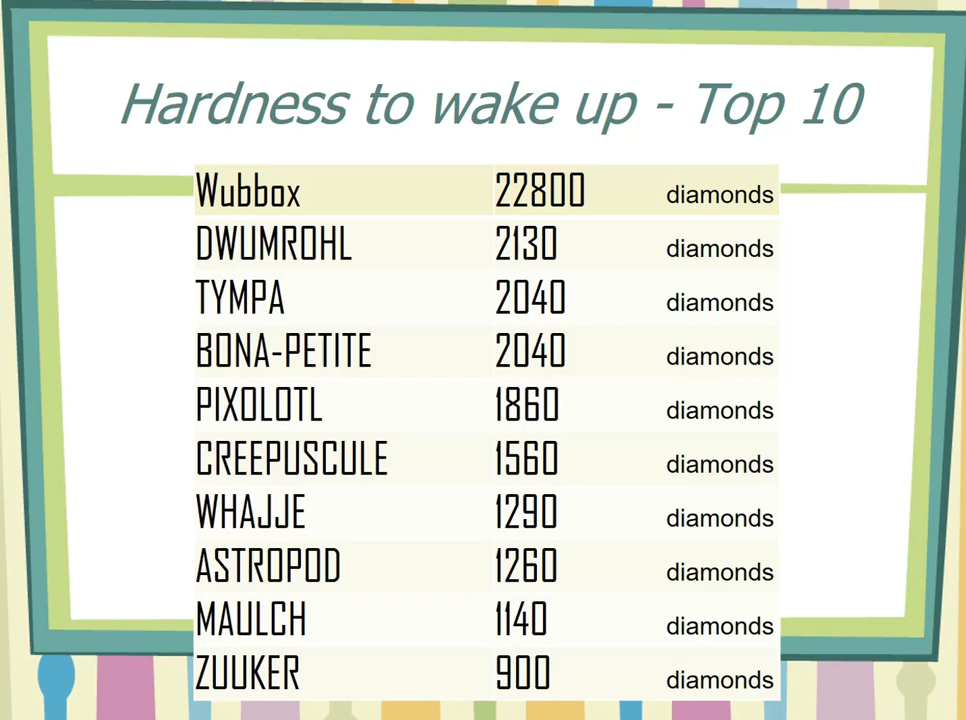 Hardness to wake up - Top 10
Wubbox 22800 diamonds
DWUMROHL 2130 diamonds
TYMPA 2040 diamonds
BONA-PETITE 2040 diamonds
PIXOLOTL 1860 diamonds
CREEPUSCULE 1560 diamonds
WHAJJE 1290 diamonds
ASTROPOD 1260 diamonds
MAULCH 1140 diamonds
ZUUKER 900 diamonds